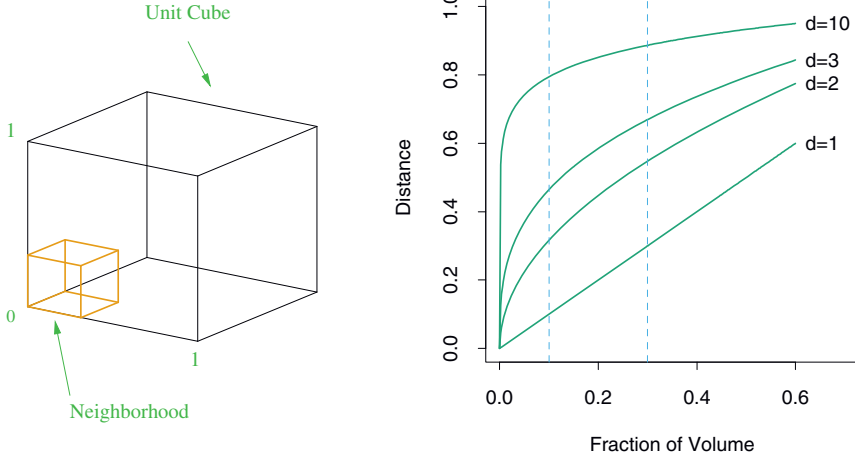 Unit Cube
1
0
1
Neighborhood
Distance
1.0
0.8
0.6
0.4
0.2
0.0
d=10
d=3
d=2
d=1
0.0 0.2 0.4 0.6
Fraction of Volume